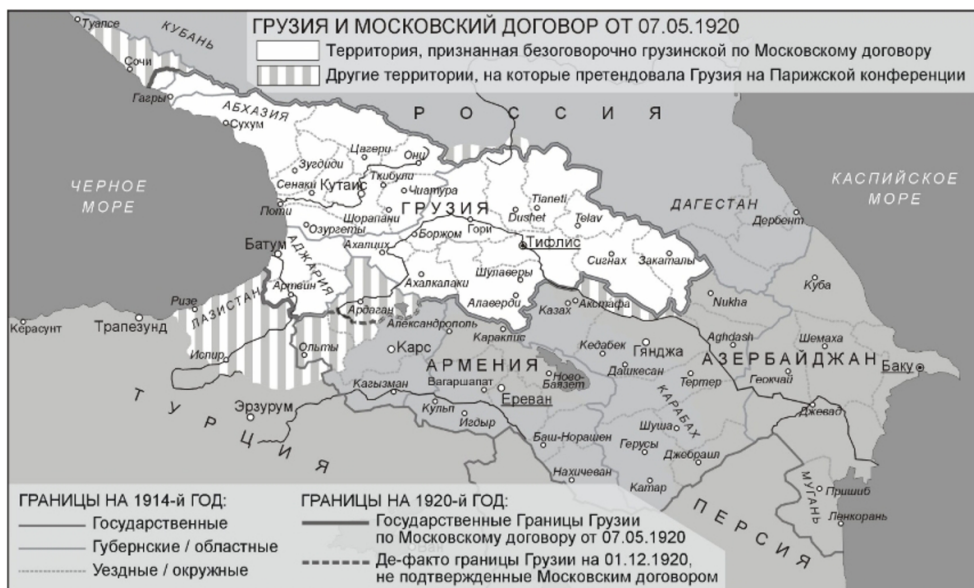 ГРУЗИЯ И МОСКОВСКИЙ ДОГОВОР ОТ 07.05.1920
Территория, признанная безоговорочно грузинской по Московскому договору
Другие территории, на которые претендовала Грузия на Парижской конференции
Туапсе
КУБАНЬ
Сочи
Гагры
АБХАЗИЯ
Сухум
РОССИЯ
ЧЕРНОЕ
МОРЕ
КАСПИЙСКОЕ
МОРЕ
ДАГЕСТАН
Дербент
Цагери
Они
Зугдиди
Ткибули
Сенаки
Кутаис
Чиатура
Поти
Шорапани
ГРУЗИЯ
Tianeti
Dushet
Telav
Озургеты
Гори
Боржом
Батум
АДЖАРИЯ
Ахалцих
Тифлис
Сигнах
Закаталы
Ахалкалаки
Шулаверы
Артвин
Алаверди
Ризе
ЛАЗИСТАН
Ардаган
Казах
Акстафа
Nukha
Куба
Керасунт
Трапезунд
Александрополь
Караклис
Испир
Ольты
Карс
АРМЕНИЯ
Кедабек
Гянджа
Aghdash
Шемаха
АЗЕРБАЙДЖАН
Дашкесан
Геокчай
Баку
Ново-
Баязет
Тертер
Кагызман
Вагаршапат
Ереван
Эрзурум
Кульп
Игдыр
КАРАБАХ
Джевад
ТУРЦИЯ
Шуша
Баш-Норашен
Герусы
Джебраил
Нахичеван
Катар
МУГАНЬ
Пришиб
Ленкорань
ПЕРСИЯ
ГРАНИЦЫ НА 1914-й ГОД:
Государственные
Губернские / областные
Уездные / окружные
ГРАНИЦЫ НА 1920-й ГОД:
Государственные Границы Грузии
по Московскому договору от 07.05.1920
Де-факто границы Грузии на 01.12.1920,
не подтвержденные Московским договором